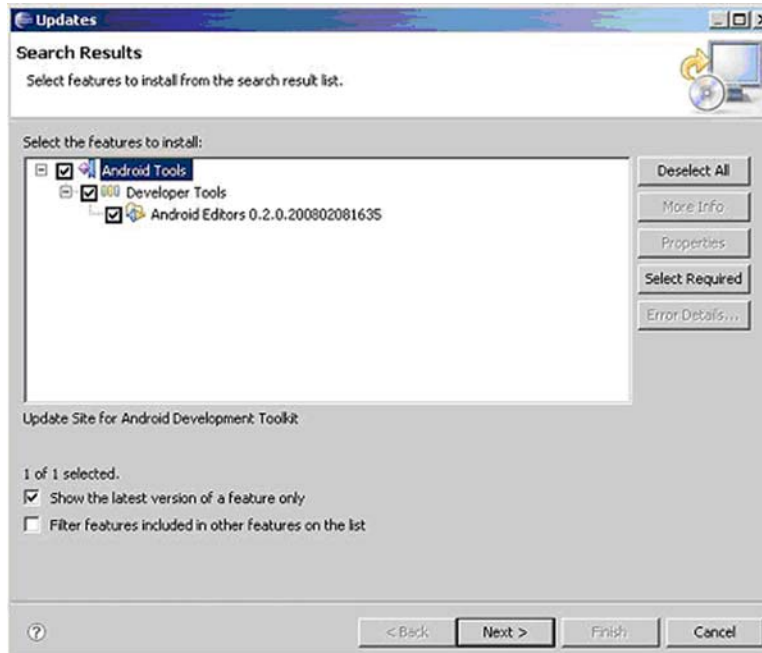 Updates
Search Results
Select features to install from the search result list.
Select the features to install:
Android Tools
Developer Tools
Android Editors 0.2.0.200802081635
Deselect All
More Info
Properties
Select Required
Error Details...
Update Site for Android Development Toolkit
1 of 1 selected.
Show the latest version of a feature only
Filter features included in other features on the list
?
< Back
Next >
Finish
Cancel